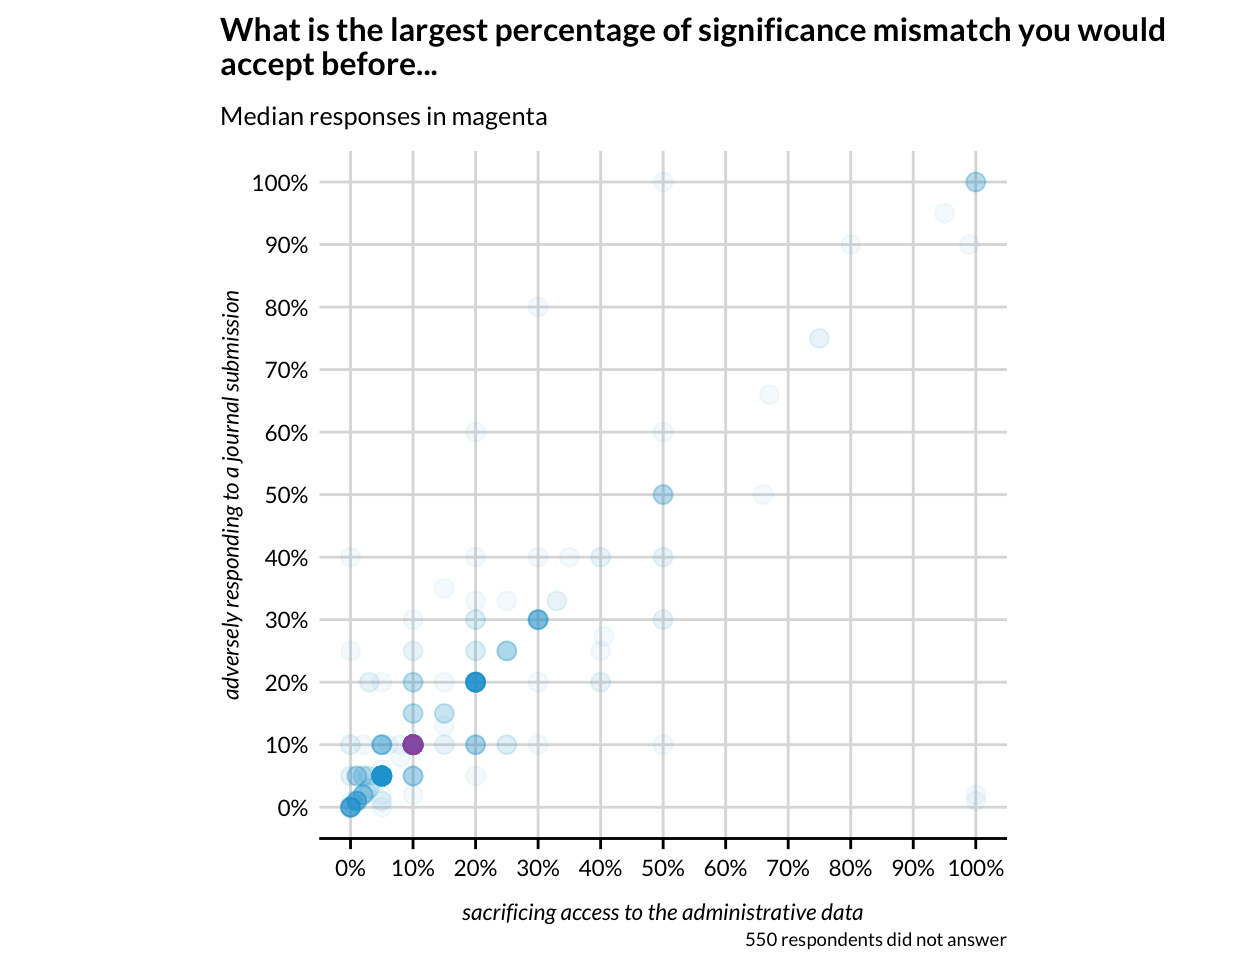 What is the largest percentage of significance mismatch you would
accept before...
Median responses in magenta
adversely responding to a journal submission
100%
90%
80%
70%
60%
50%
40%
30%
20%
10%
0%
0% 10% 20% 30% 40% 50% 60% 70% 80% 90% 100%
sacrificing access to the administrative data
550 respondents did not answer